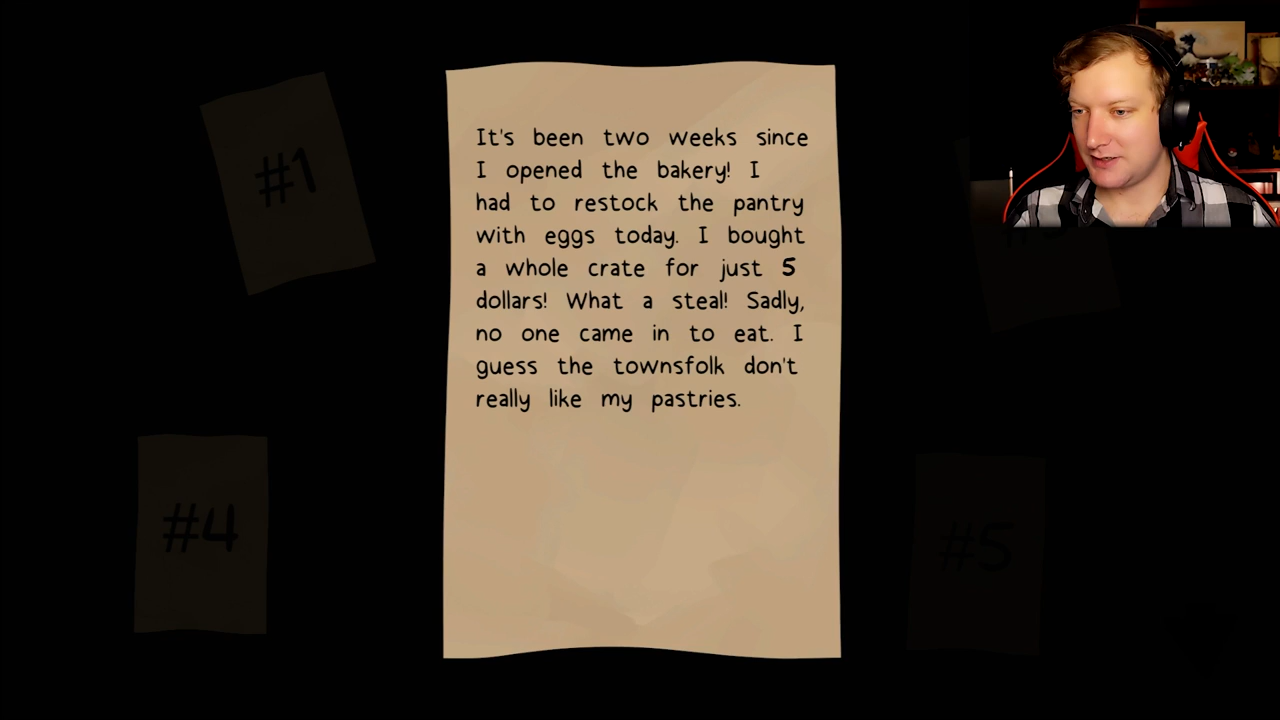 #1
It's been two weeks since
I opened the bakery! I
had to restock the pantry
with eggs today. I bought
a whole crate for just 5
dollars! What a steal! Sadly,
no one came in to eat. I
guess the townsfolk don't
really like my pastries.
#4
#5